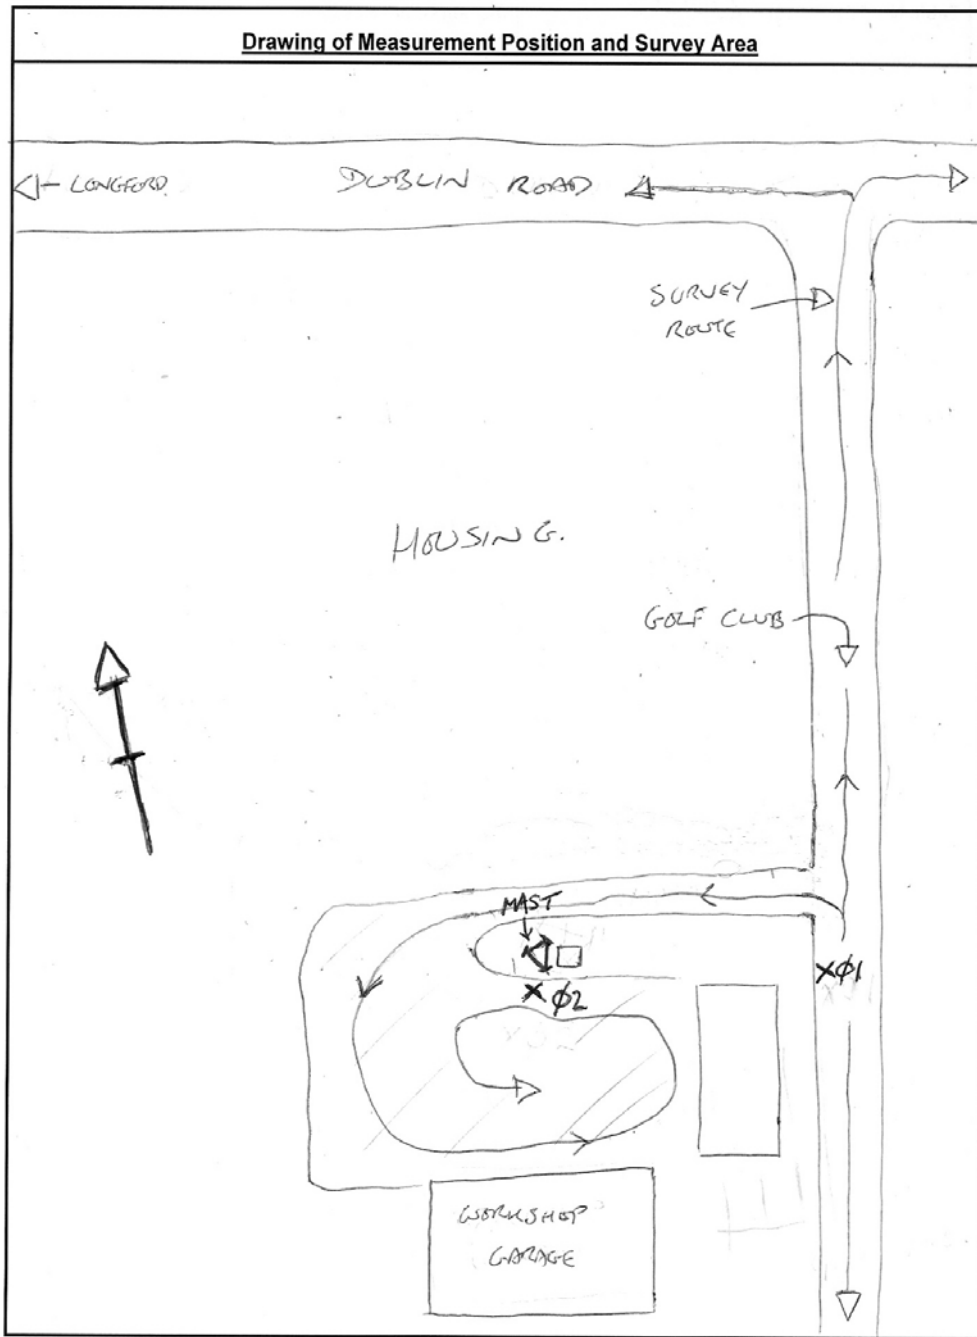 Drawing of Measurement Position and Survey Area
LONGFORD.
DUBLIN ROAD
SURVEY
ROUTE
HOUSING.
GOLF CLUB
MAST
XØ1
X Ø2
WORKSHOP
GARAGE